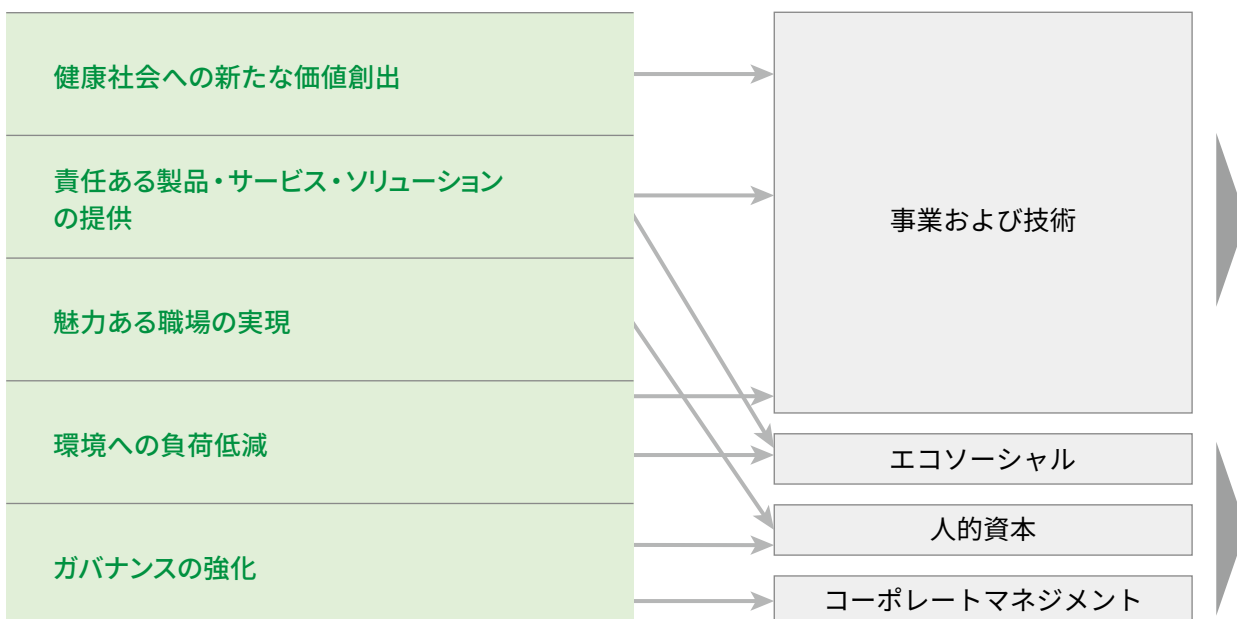 健康社会への新たな価値創出
責任ある製品・サービス・ソリューション
の提供
魅力ある職場の実現
環境への負荷低減
ガバナンスの強化
事業および技術
エコソーシャル
人的資本
コーポレートマネジメント